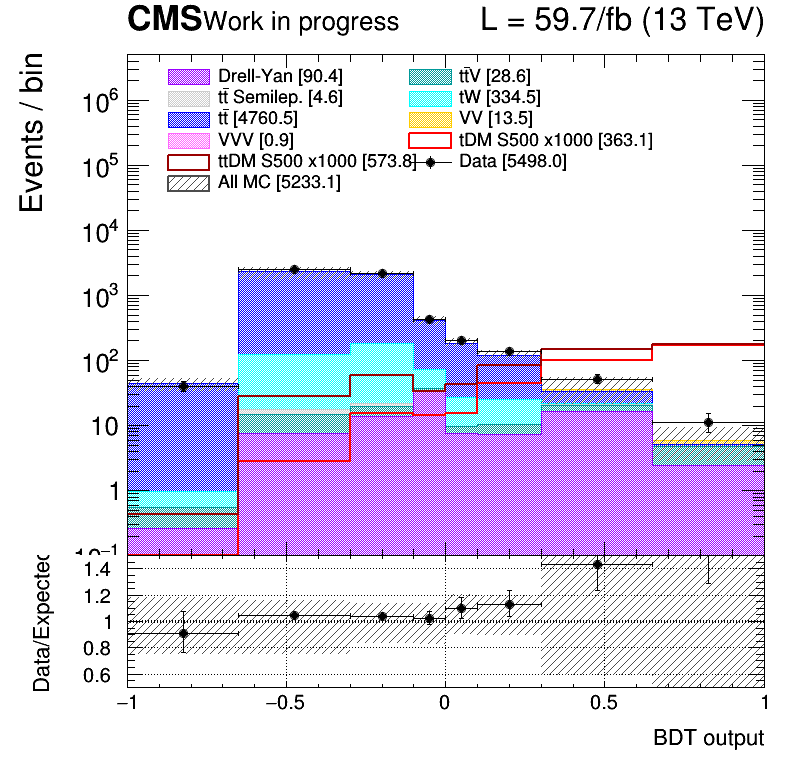 CMS Work in progress L = 59.7/fb (13 TeV)
Events / bin
Drell-Yan [90.4] tt̄V [28.6]
tt̄ Semilep. [4.6] tW [334.5]
tt̄ [4760.5] VV [13.5]
VVV [0.9] tDM S500 x1000 [363.1]
ttDM S500 x1000 [573.8] Data [5498.0]
All MC [5233.1]
10⁶
10⁵
10⁴
10³
10²
10
1
10⁻¹
Data/Expected
1.4
1.2
1
0.8
0.6
−1 −0.5 0 0.5 1
BDT output